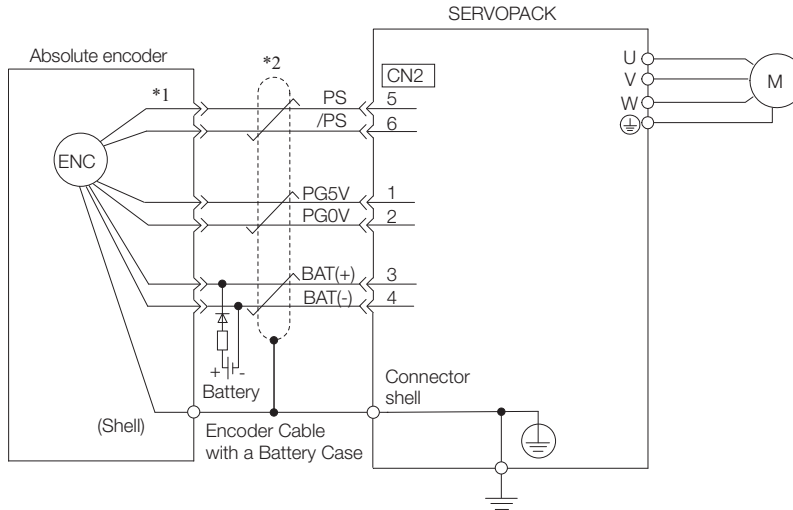 SERVOPACK
Absolute encoder
*2
U
CN2
*1
V
M
PS
5
W
/PS
6
ENC
PG5V
1
PG0V
2
BAT(+)
3
BAT(-)
4
+
-
Battery
Connector
shell
(Shell)
Encoder Cable
with a Battery Case